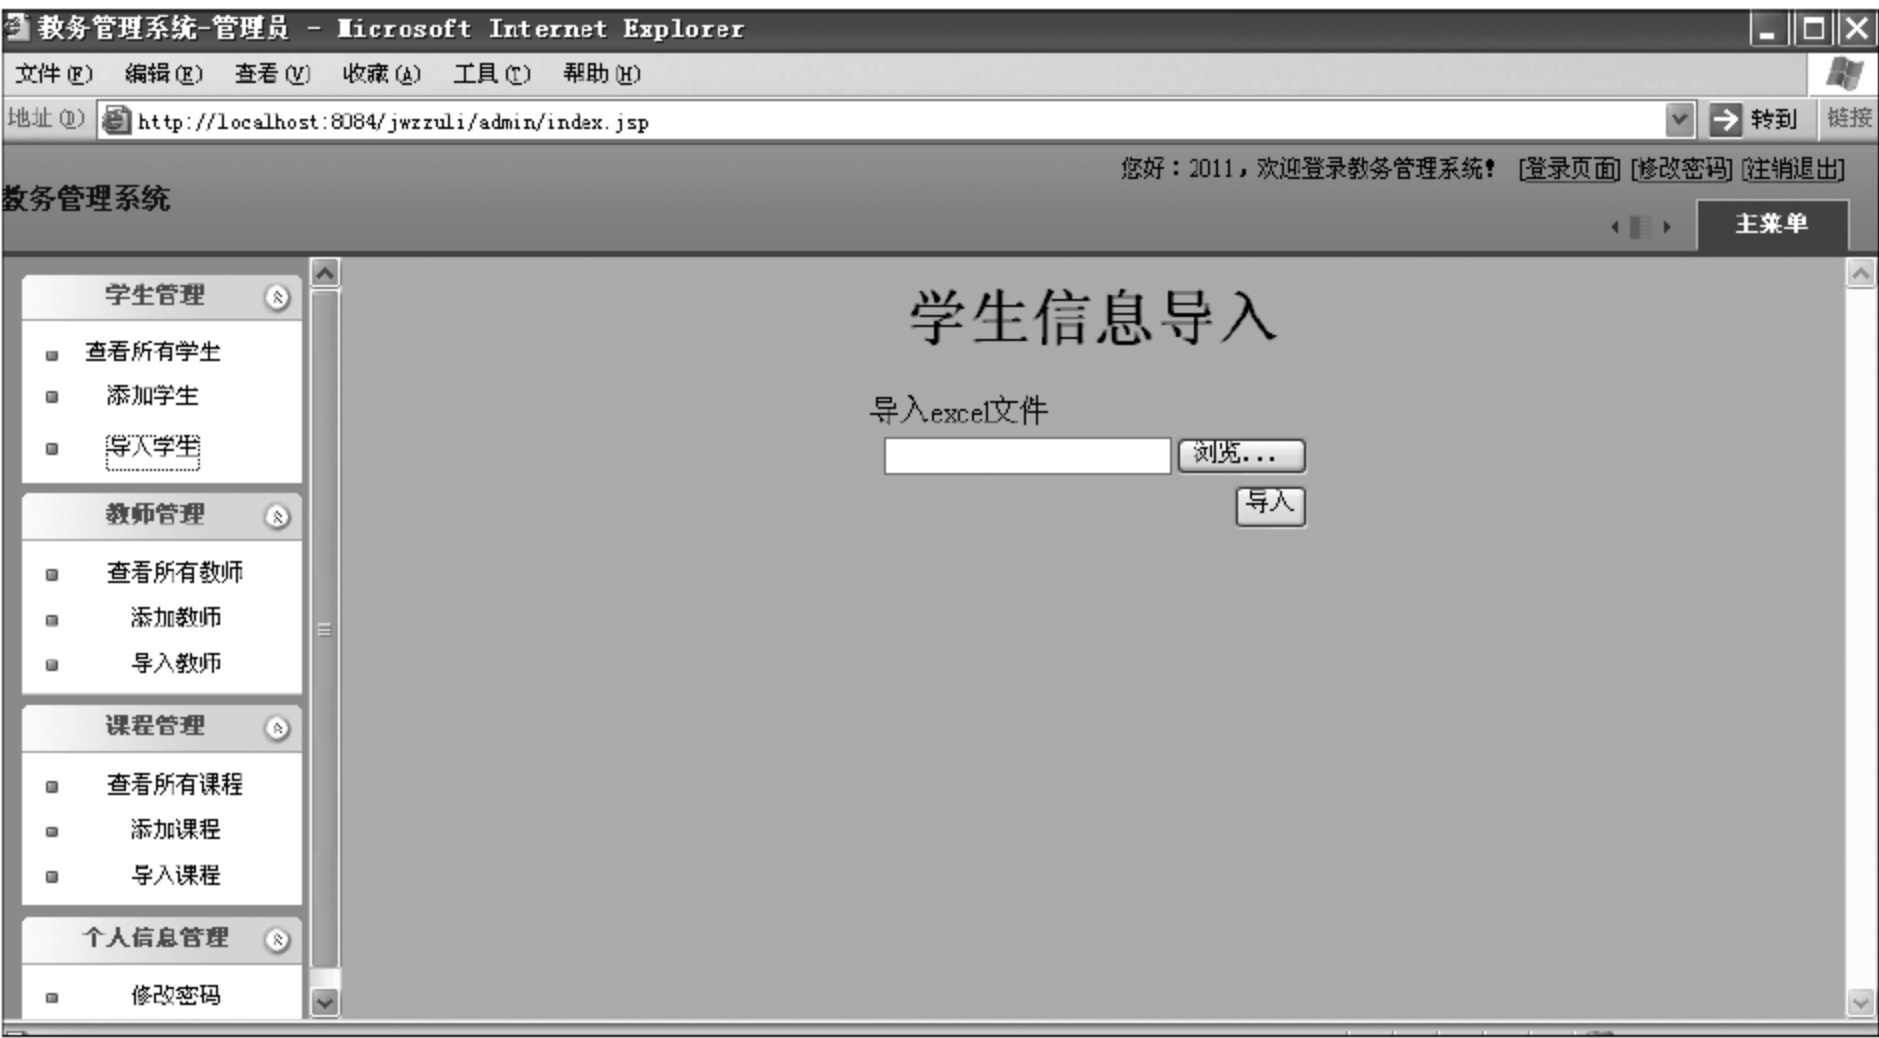 教务管理系统-管理员 - Microsoft Internet Explorer
文件(F) 编辑(E) 查看(V) 收藏(A) 工具(T) 帮助(H)
地址(D) http://localhost:8084/jwzzuli/admin/index.jsp 转到 链接
您好：2011，欢迎登录教务管理系统！ [登录页面] [修改密码] [注销退出]
教务管理系统
主菜单
学生管理
查看所有学生
添加学生
导入学生
教师管理
查看所有教师
添加教师
导入教师
课程管理
查看所有课程
添加课程
导入课程
个人信息管理
修改密码
学生信息导入
导入excel文件
浏览...
导入